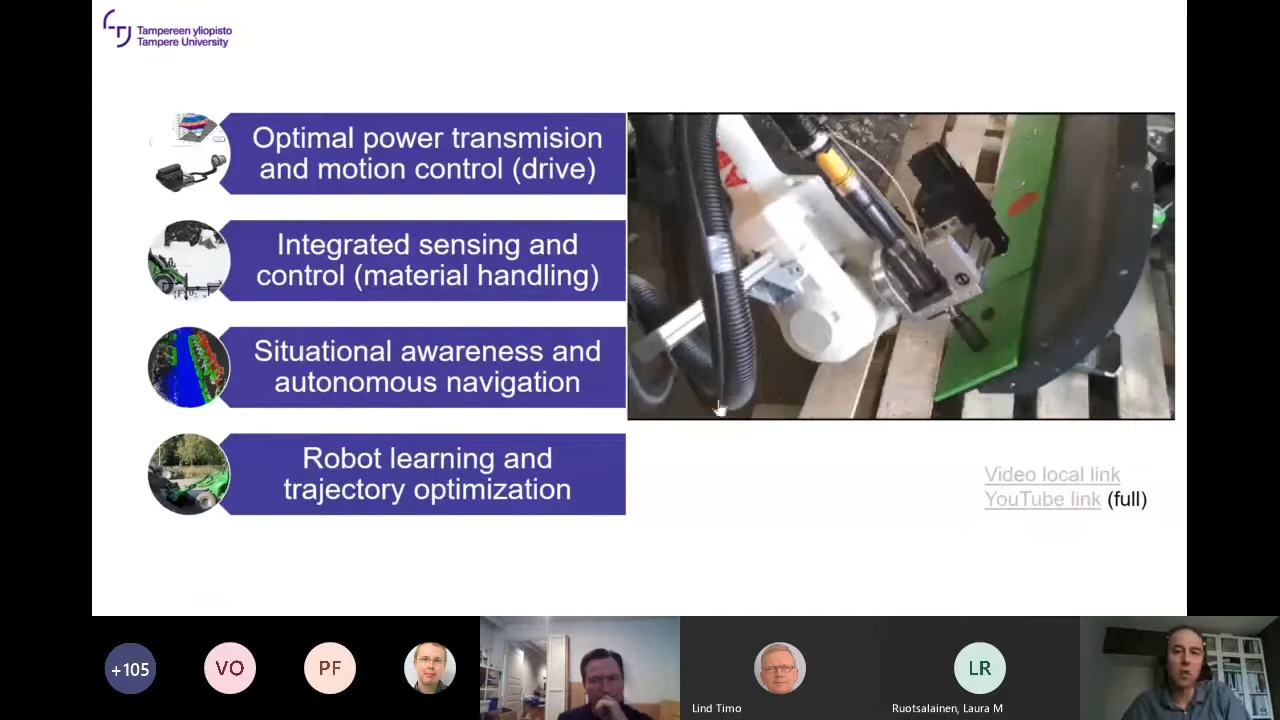 Tampereen yliopisto
Tampere University
Optimal power transmision
and motion control (drive)
Integrated sensing and
control (material handling)
Situational awareness and
autonomous navigation
Robot learning and
trajectory optimization
Video local link
YouTube link (full)
+105
VO
PF
LR
Lind Timo
Ruotsalainen, Laura M